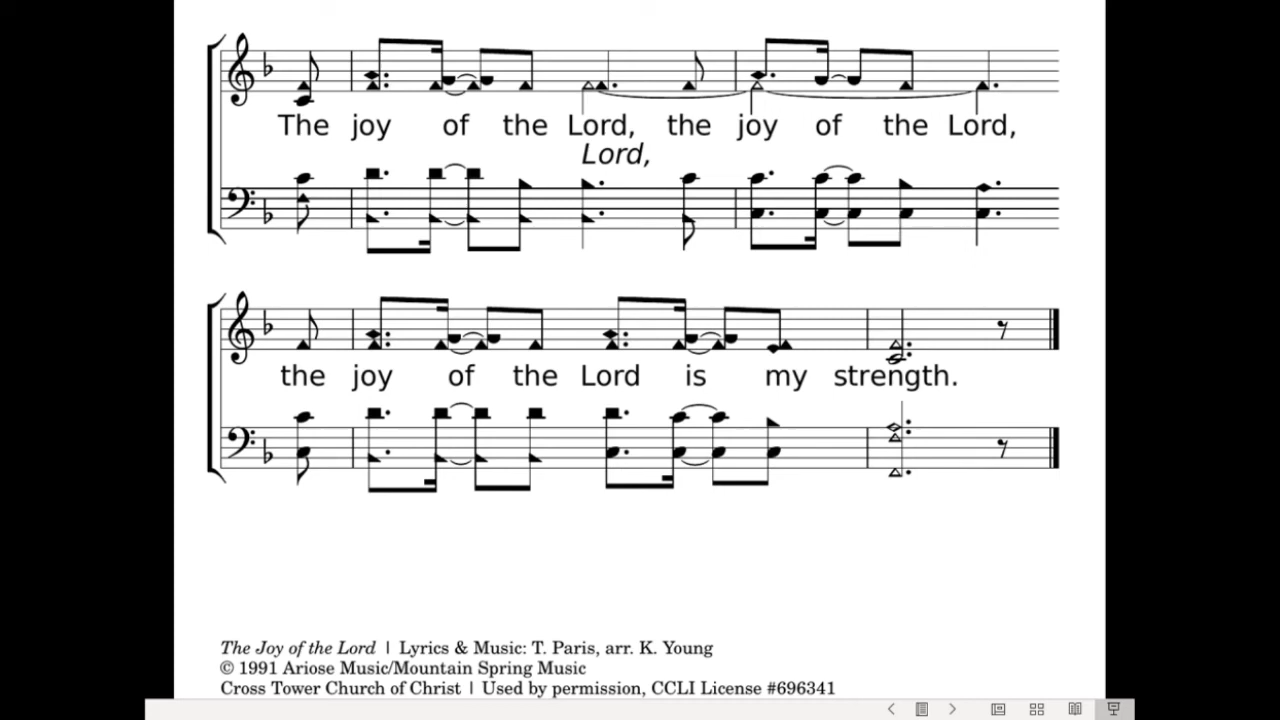 The joy of the Lord, the joy of the Lord,
Lord,
the joy of the Lord is my strength.
The Joy of the Lord | Lyrics & Music: T. Paris, arr. K. Young
© 1991 Ariose Music/Mountain Spring Music
Cross Tower Church of Christ | Used by permission, CCLI License #696341